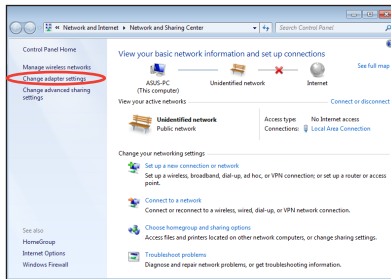 « Network and Internet ▸ Network and Sharing Center
Search Control Panel
Control Panel Home
Manage wireless networks
Change adapter settings
Change advanced sharing
settings
See also
HomeGroup
Internet Options
Windows Firewall
View your basic network information and set up connections
See full map
ASUS-PC
(This computer)
Unidentified network
Internet
View your active networks
Connect or disconnect
Unidentified network
Public network
Access type: No Internet access
Connections: Local Area Connection
Change your networking settings
Set up a new connection or network
Set up a wireless, broadband, dial-up, ad hoc, or VPN connection; or set up a router or access
point.
Connect to a network
Connect or reconnect to a wireless, wired, dial-up, or VPN network connection.
Choose homegroup and sharing options
Access files and printers located on other network computers, or change sharing settings.
Troubleshoot problems
Diagnose and repair network problems, or get troubleshooting information.